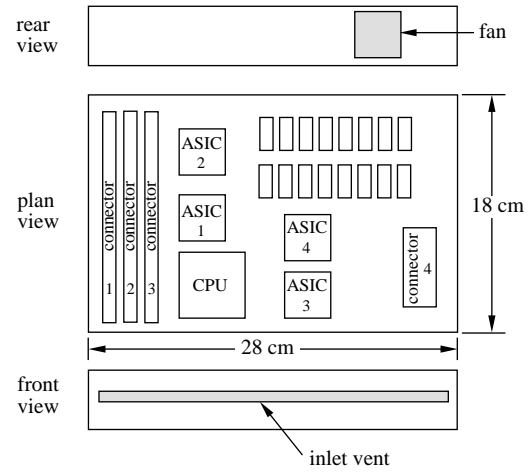 rear
view
fan
plan
view
connector
1
connector
2
connector
3
ASIC
2
ASIC
1
CPU
ASIC
4
ASIC
3
connector
4
18 cm
28 cm
front
view
inlet vent